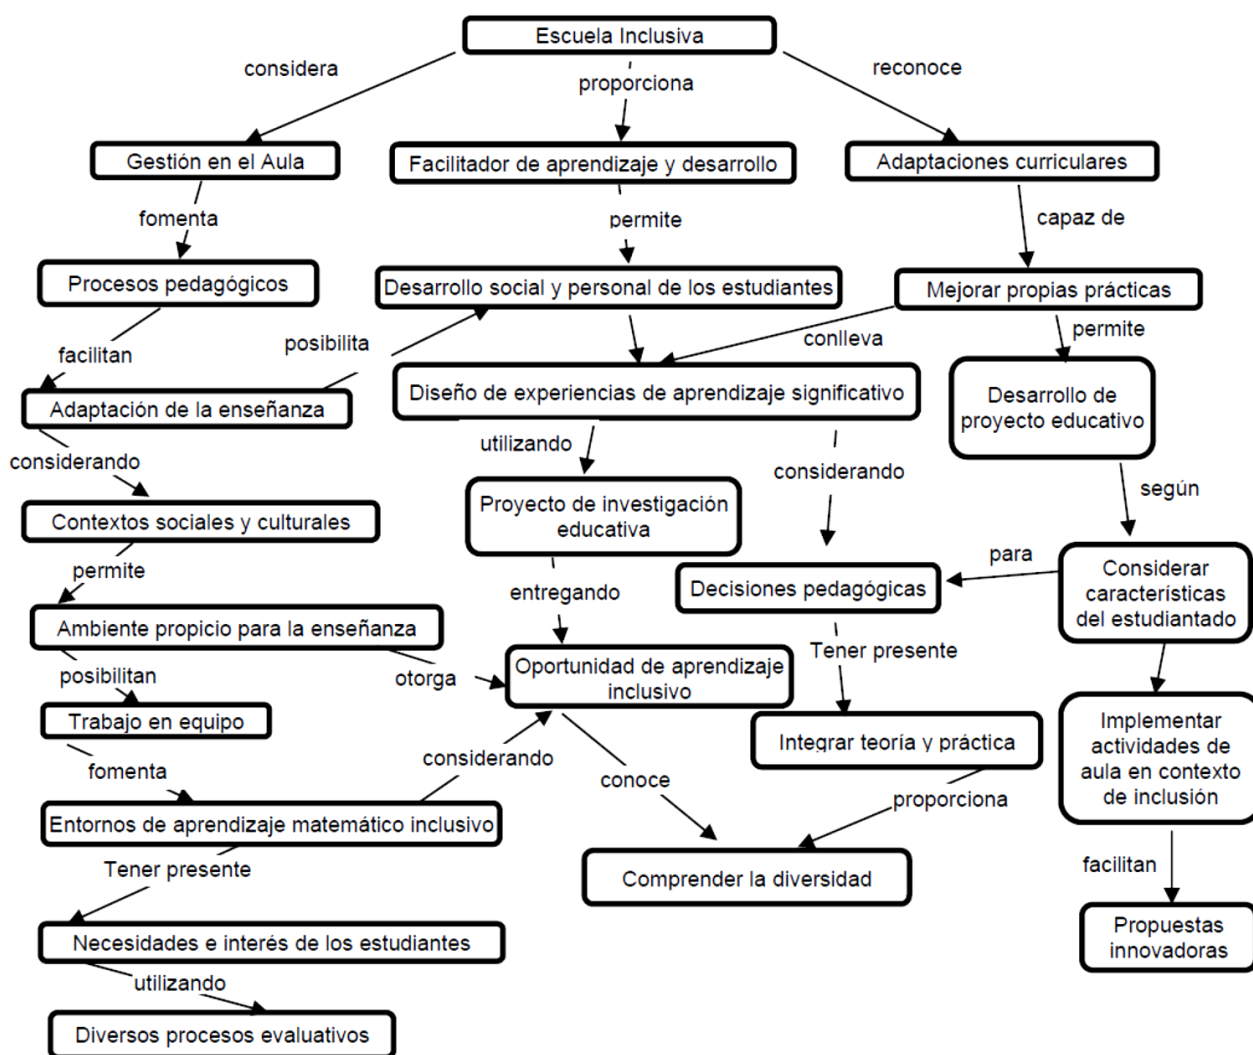 Escuela Inclusiva
considera
proporciona
reconoce
Gestión en el Aula
Facilitador de aprendizaje y desarrollo
Adaptaciones curriculares
fomenta
permite
capaz de
Procesos pedagógicos
Desarrollo social y personal de los estudiantes
Mejorar propias prácticas
facilitan
posibilita
conlleva
permite
Adaptación de la enseñanza
Diseño de experiencias de aprendizaje significativo
Desarrollo de
proyecto educativo
considerando
utilizando
considerando
según
Contextos sociales y culturales
Proyecto de investigación
educativa
permite
entregando
Decisiones pedagógicas
para
Considerar
características
del estudiantado
Ambiente propicio para la enseñanza
posibilitan
otorga
Oportunidad de aprendizaje
inclusivo
Tener presente
Trabajo en equipo
Integrar teoría y práctica
Implementar
actividades de
aula en contexto
de inclusión
fomenta
considerando
conoce
proporciona
Entornos de aprendizaje matemático inclusivo
Tener presente
Comprender la diversidad
facilitan
Necesidades e interés de los estudiantes
Propuestas
innovadoras
utilizando
Diversos procesos evaluativos